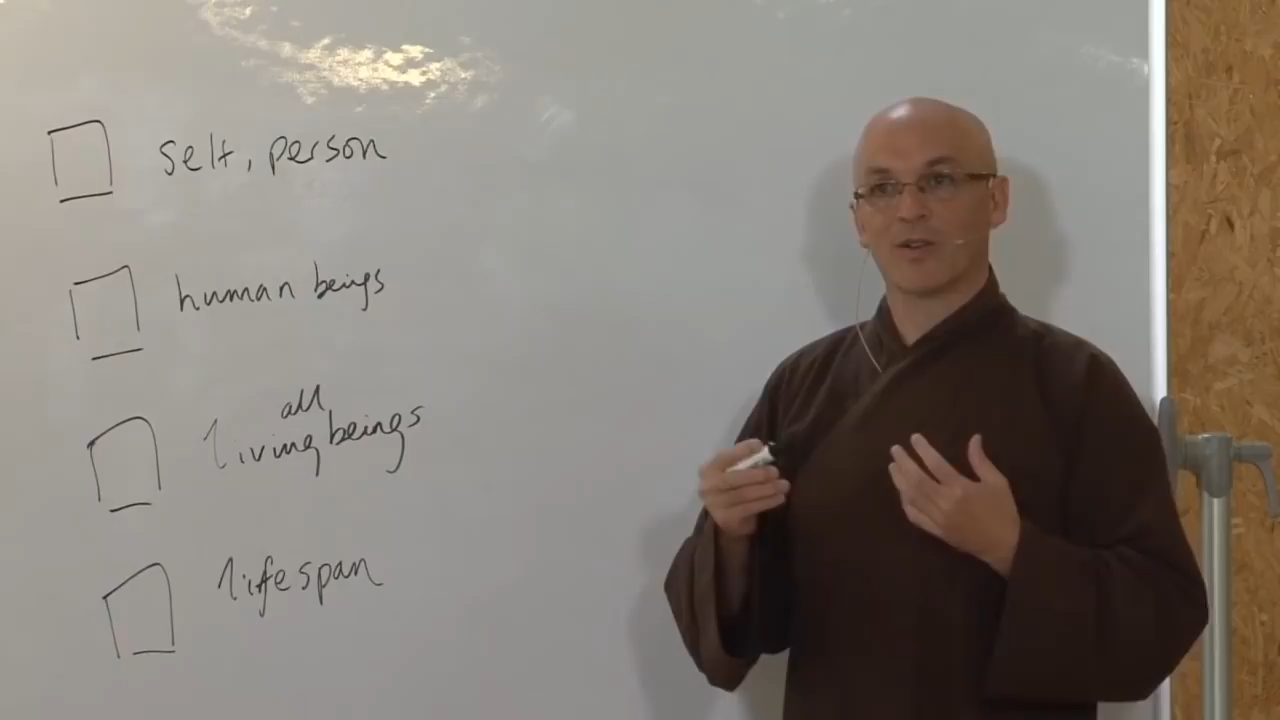 self, person
human beings
all
living beings
lifespan